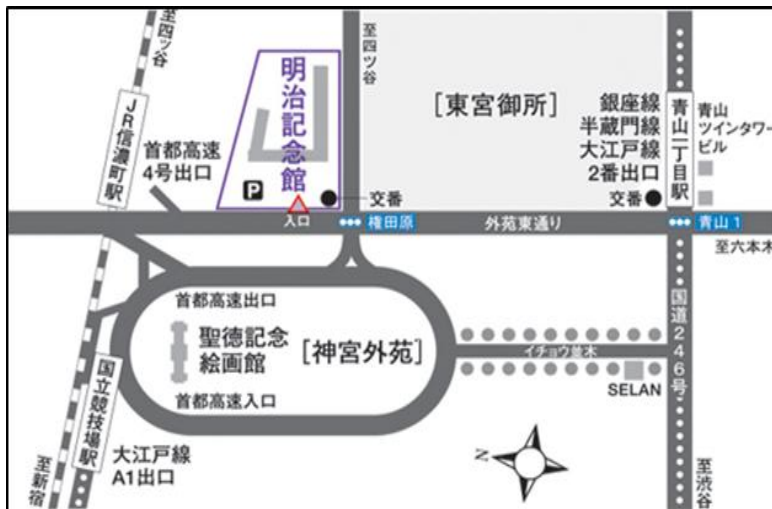 至四ツ谷
JR信濃町駅
首都高速
4号出口
明治記念館
P
入口
交番
至四ツ谷
[東宮御所]
銀座線
半蔵門線
大江戸線
2番出口
交番
青山一丁目駅
青山
ツインタワー
ビル
権田原
外苑東通り
青山1
至六本木
首都高速出口
聖徳記念
絵画館
[神宮外苑]
首都高速入口
イチョウ並木
SELAN
国道246号
国立競技場駅
大江戸線
A1出口
至新宿
N
至渋谷